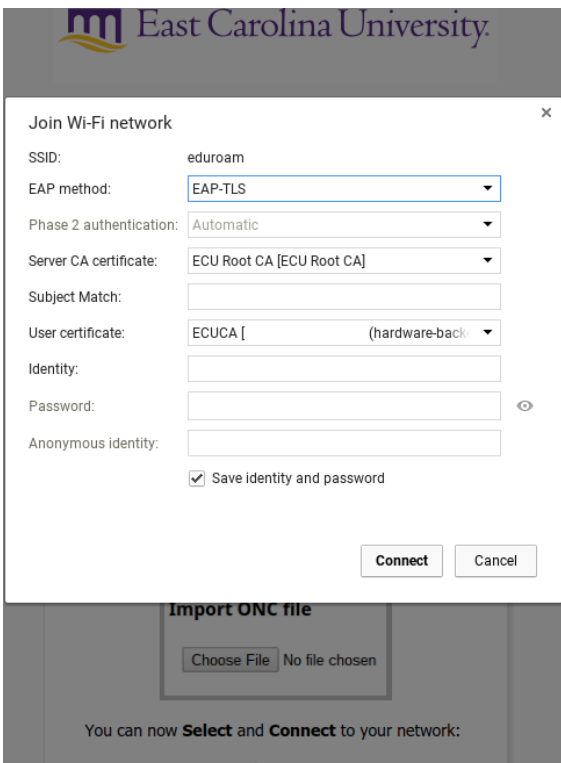 East Carolina University.
Join Wi-Fi network
SSID: eduroam
EAP method: EAP-TLS
Phase 2 authentication: Automatic
Server CA certificate: ECU Root CA [ECU Root CA]
Subject Match:
User certificate: ECUCA [ (hardware-back
Identity:
Password:
Anonymous identity:
Save identity and password
Connect Cancel
Import ONC file
Choose File No file chosen
You can now Select and Connect to your network: